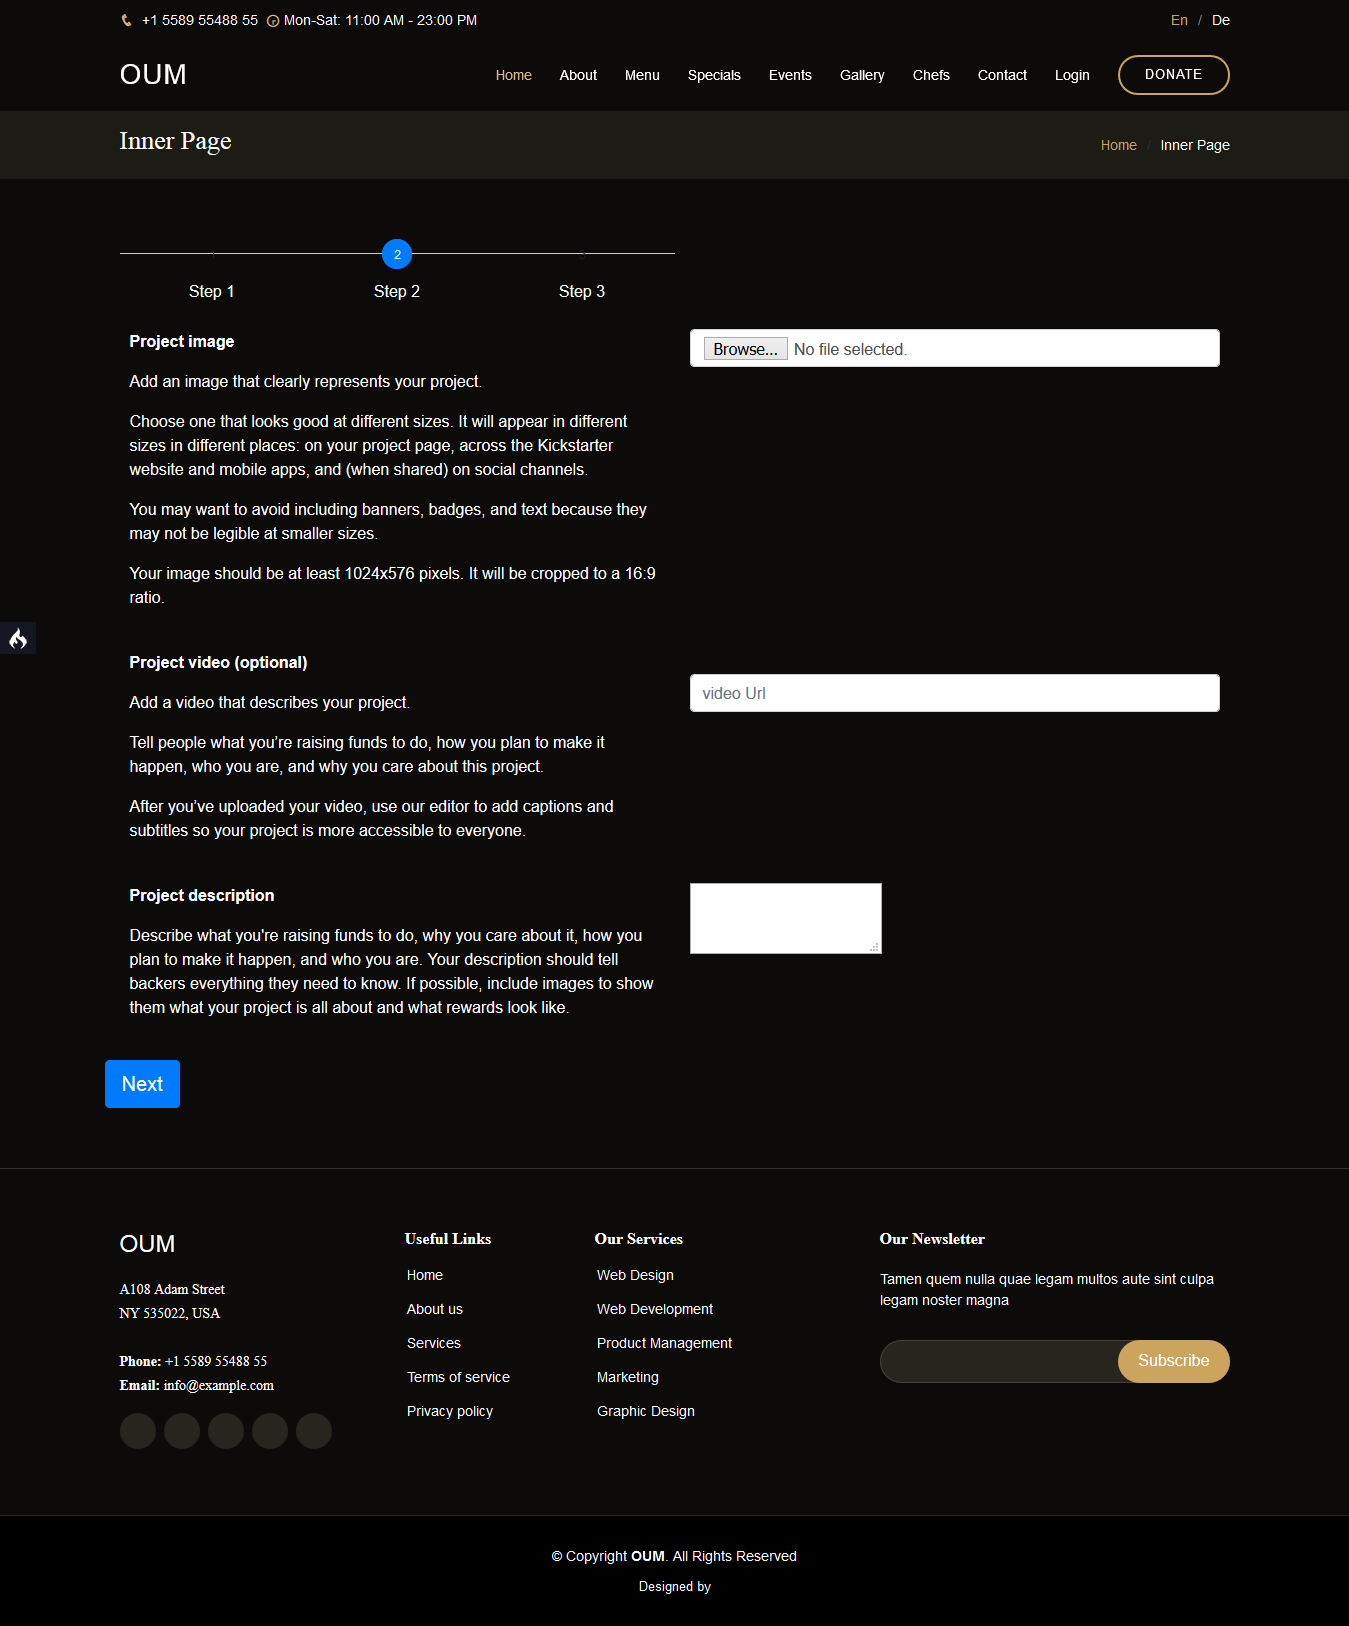 +1 5589 55488 55 Mon-Sat: 11:00 AM - 23:00 PM
En / De
OUM
Home About Menu Specials Events Gallery Chefs Contact Login DONATE
Inner Page
Home / Inner Page
1 2 3
Step 1 Step 2 Step 3
Project image
Browse... No file selected.
Add an image that clearly represents your project.
Choose one that looks good at different sizes. It will appear in different
sizes in different places: on your project page, across the Kickstarter
website and mobile apps, and (when shared) on social channels.
You may want to avoid including banners, badges, and text because they
may not be legible at smaller sizes.
Your image should be at least 1024x576 pixels. It will be cropped to a 16:9
ratio.
Project video (optional)
video Url
Add a video that describes your project.
Tell people what you’re raising funds to do, how you plan to make it
happen, who you are, and why you care about this project.
After you’ve uploaded your video, use our editor to add captions and
subtitles so your project is more accessible to everyone.
Project description
Describe what you're raising funds to do, why you care about it, how you
plan to make it happen, and who you are. Your description should tell
backers everything they need to know. If possible, include images to show
them what your project is all about and what rewards look like.
Next
OUM
A108 Adam Street
NY 535022, USA
Phone: +1 5589 55488 55
Email: info@example.com
Useful Links
Home
About us
Services
Terms of service
Privacy policy
Our Services
Web Design
Web Development
Product Management
Marketing
Graphic Design
Our Newsletter
Tamen quem nulla quae legam multos aute sint culpa
legam noster magna
Subscribe
© Copyright OUM. All Rights Reserved
Designed by